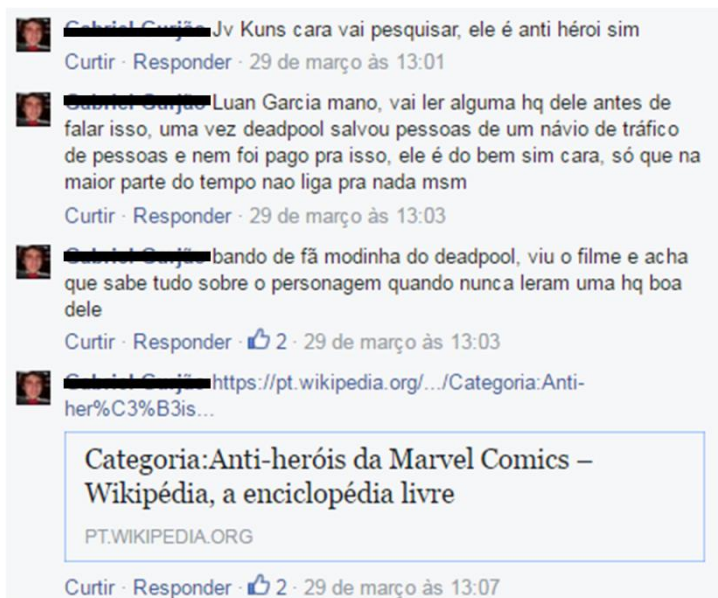 Jv Kuns cara vai pesquisar, ele é anti héroi sim
Curtir · Responder · 29 de março às 13:01
Luan Garcia mano, vai ler alguma hq dele antes de
falar isso, uma vez deadpool salvou pessoas de um návio de tráfico
de pessoas e nem foi pago pra isso, ele é do bem sim cara, só que na
maior parte do tempo nao liga pra nada msm
Curtir · Responder · 29 de março às 13:03
bando de fã modinha do deadpool, viu o filme e acha
que sabe tudo sobre o personagem quando nunca leram uma hq boa
dele
Curtir · Responder · 2 · 29 de março às 13:03
https://pt.wikipedia.org/.../Categoria:Anti-
her%C3%B3is...
Categoria:Anti-heróis da Marvel Comics –
Wikipédia, a enciclopédia livre
PT.WIKIPEDIA.ORG
Curtir · Responder · 2 · 29 de março às 13:07